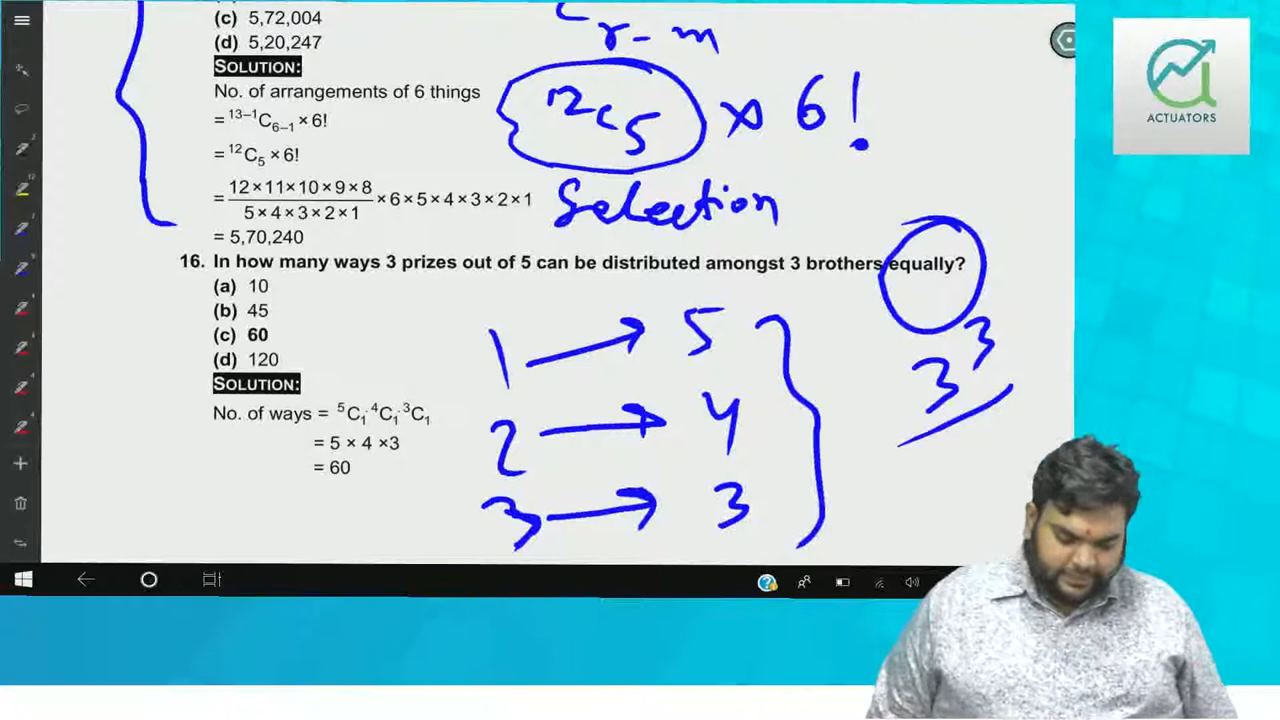 (c) 5,72,004
(d) 5,20,247
SOLUTION:
No. of arrangements of 6 things
= ¹³⁻¹C₆₋₁ × 6!
= ¹²C₅ × 6!
= 12×11×10×9×8 / 5×4×3×2×1 ×6×5×4×3×2×1
= 5,70,240
r-m
¹²C₅ × 6!
Selection
16. In how many ways 3 prizes out of 5 can be distributed amongst 3 brothers equally?
(a) 10
(b) 45
(c) 60
(d) 120
SOLUTION:
No. of ways = ⁵C₁.⁴C₁.³C₁
= 5 × 4 ×3
= 60
1 → 5
2 → 4
3 → 3
3³
ACTUATORS